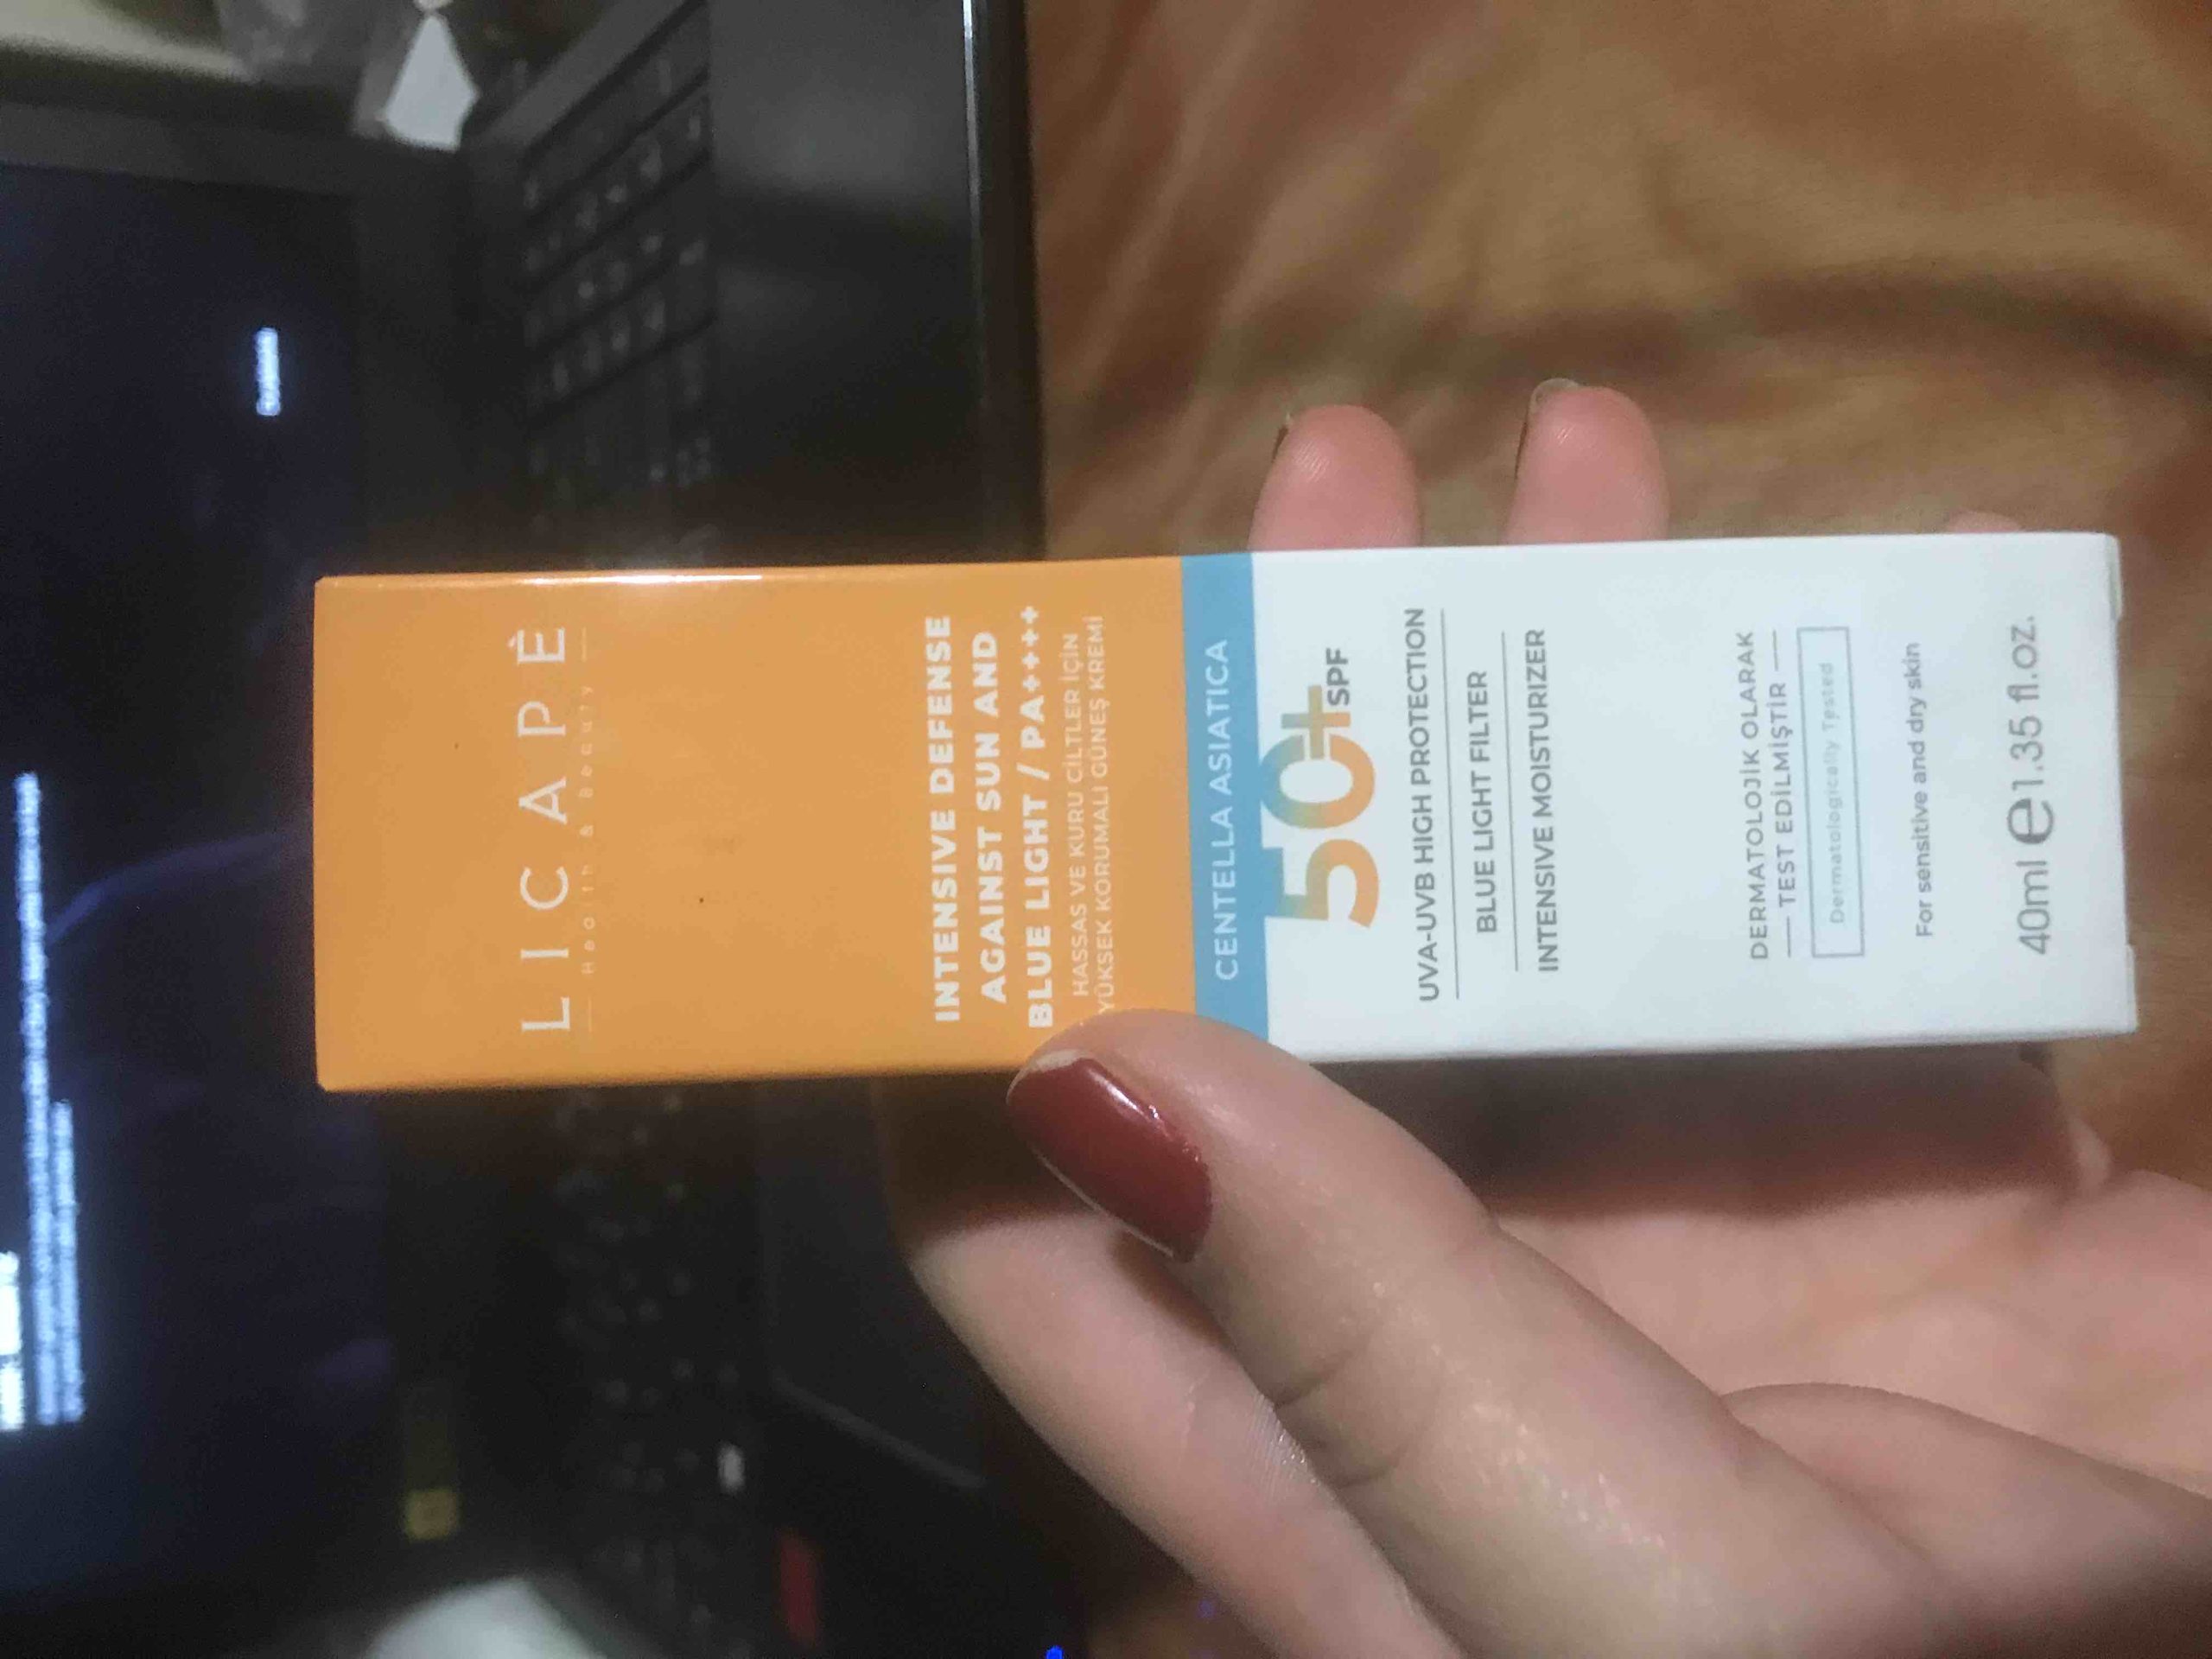 LICAPÈ
Health & Beauty
INTENSIVE DEFENSE
AGAINST SUN AND
BLUE LIGHT / PA++++
HASSAS VE KURU CİLTLER İÇİN
YÜKSEK KORUMALI GÜNEŞ KREMİ
CENTELLA ASIATICA
50+ SPF
UVA-UVB HIGH PROTECTION
BLUE LIGHT FILTER
INTENSIVE MOISTURIZER
DERMATOLOJİK OLARAK
TEST EDİLMİŞTİR
Dermatologically Tested
For sensitive and dry skin
40ml e 1.35 fl.oz.